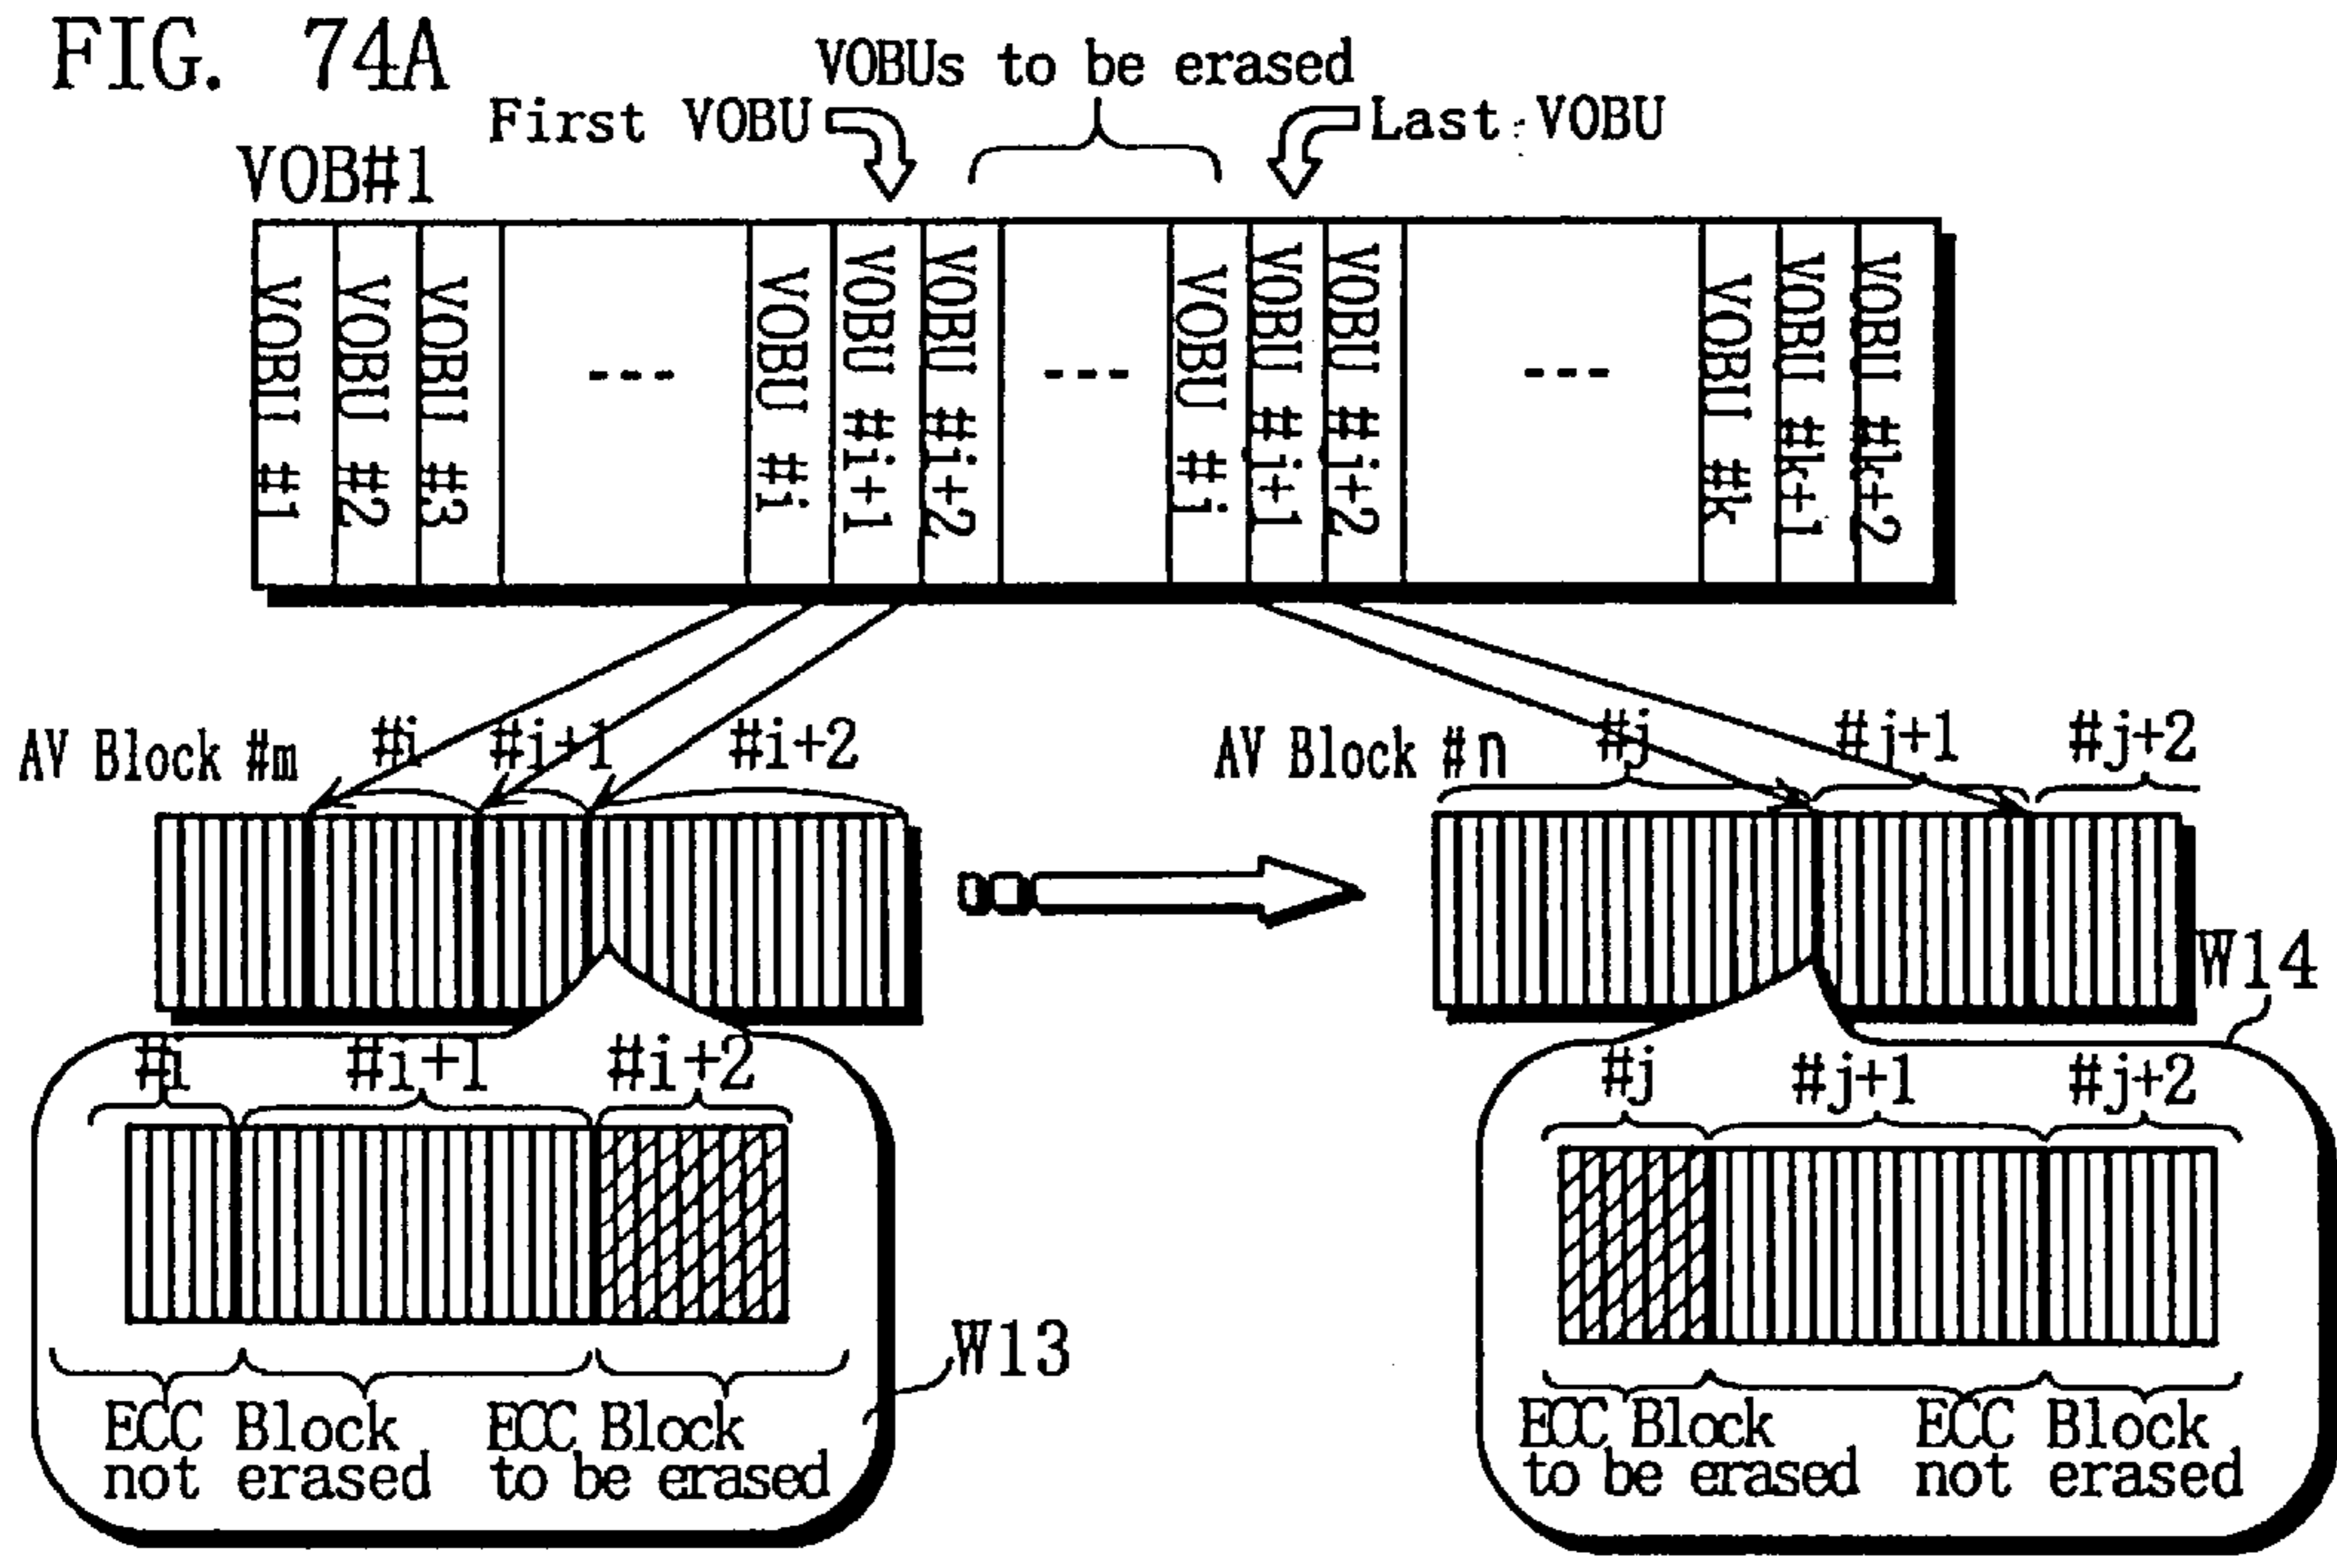 FIG. 74A
VOBUs to be erased
First VOBU
Last VOBU
VOB#1
VOBU #1
VOBU #2
VOBU #3
---
VOBU #i
VOBU #i+1
VOBU #i+2
---
VOBU #j
VOBU #j+1
VOBU #j+2
---
VOBU #k
VOBU #k+1
VOBU #k+2
AV Block #m
#i
#i+1
#i+2
AV Block #n
#j
#j+1
#j+2
W14
#i
#i+1
#i+2
#j
#j+1
#j+2
W13
ECC Block
not erased
ECC Block
to be erased
ECC Block
to be erased
ECC Block
not erased